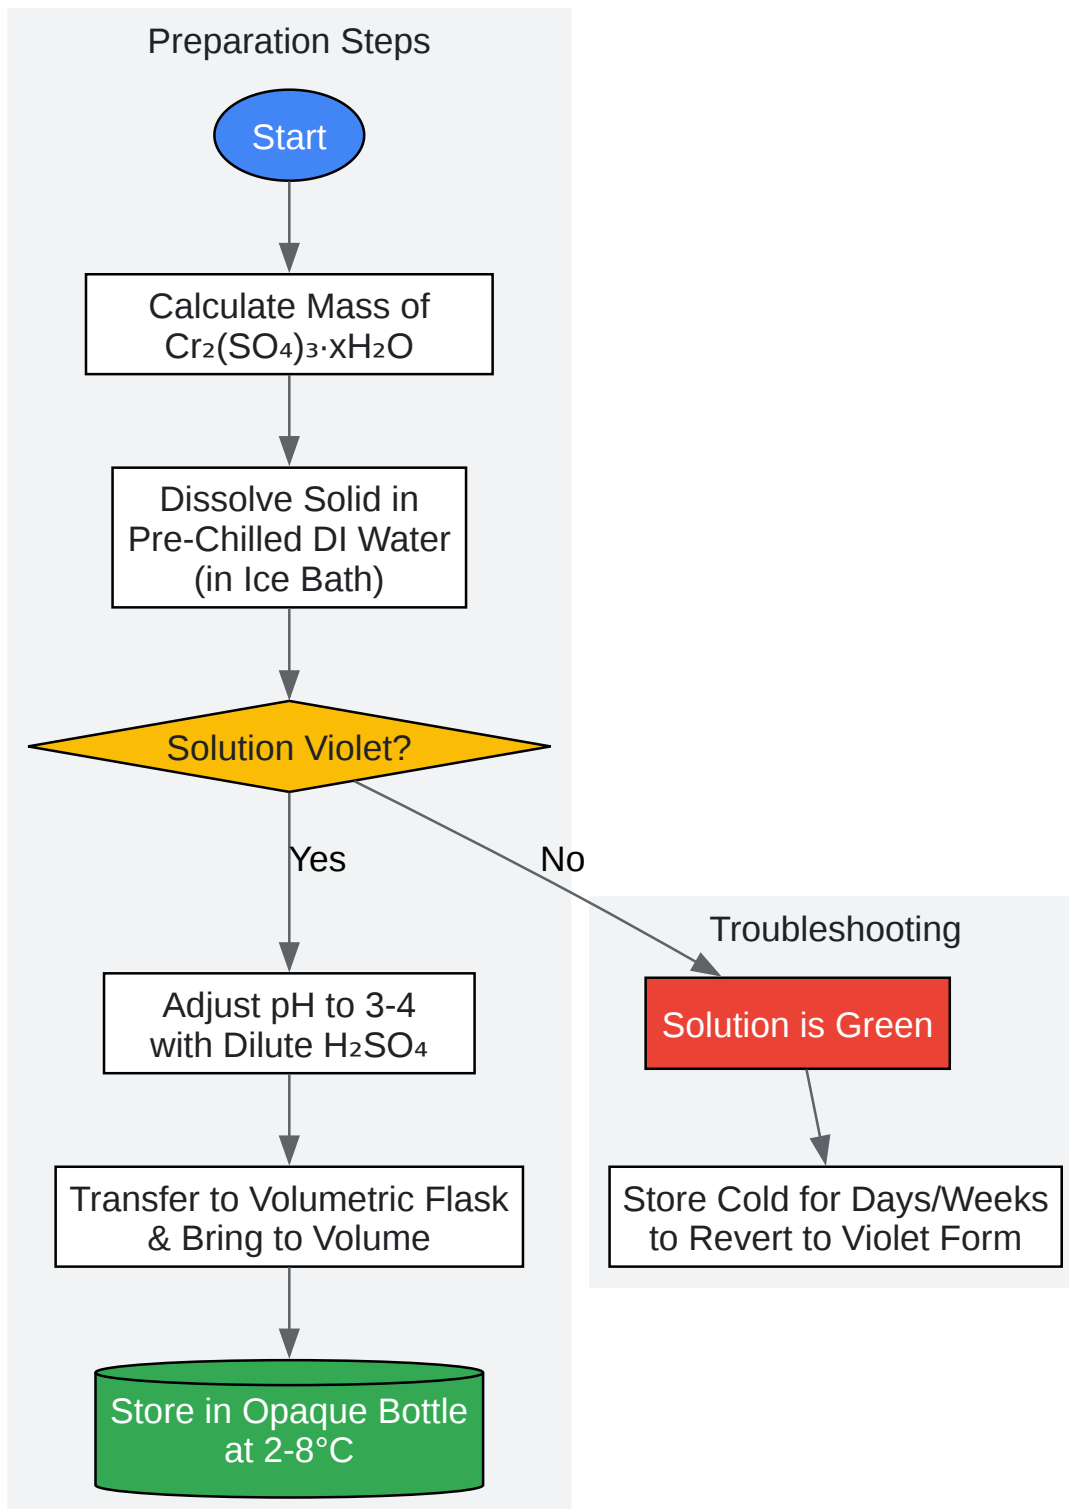 Preparation Steps
Start
Calculate Mass of
Cr₂(SO₄)₃·xH₂O
Dissolve Solid in
Pre-Chilled DI Water
(in Ice Bath)
Solution Violet?
Yes
No
Adjust pH to 3-4
with Dilute H₂SO₄
Transfer to Volumetric Flask
& Bring to Volume
Store in Opaque Bottle
at 2-8°C
Troubleshooting
Solution is Green
Store Cold for Days/Weeks
to Revert to Violet Form